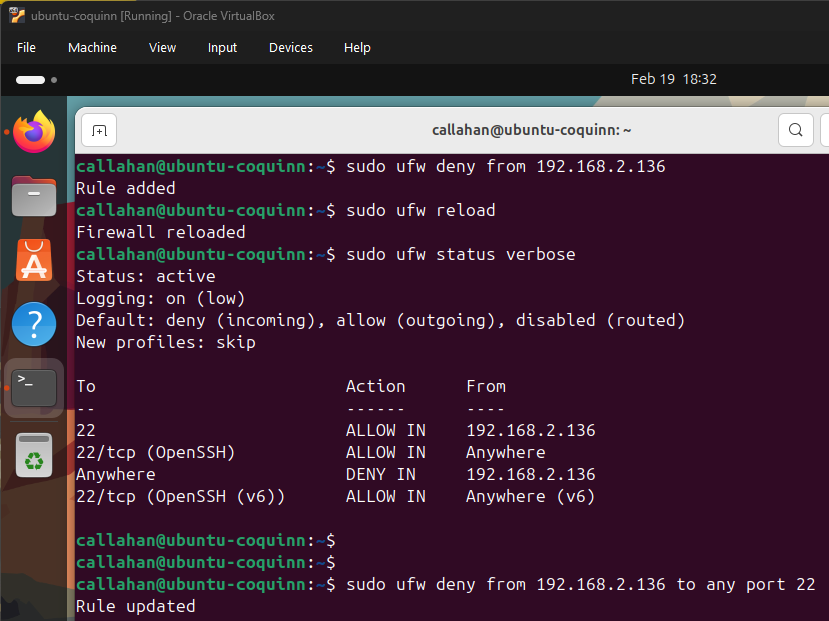 ubuntu-coquinn [Running] - Oracle VirtualBox
File Machine View Input Devices Help
Feb 19 18:32
callahan@ubuntu-coquinn: ~
callahan@ubuntu-coquinn:~$ sudo ufw deny from 192.168.2.136
Rule added
callahan@ubuntu-coquinn:~$ sudo ufw reload
Firewall reloaded
callahan@ubuntu-coquinn:~$ sudo ufw status verbose
Status: active
Logging: on (low)
Default: deny (incoming), allow (outgoing), disabled (routed)
New profiles: skip
To                         Action      From
--                         ------      ----
22                         ALLOW IN    192.168.2.136
22/tcp (OpenSSH)           ALLOW IN    Anywhere
Anywhere                   DENY IN     192.168.2.136
22/tcp (OpenSSH (v6))      ALLOW IN    Anywhere (v6)
callahan@ubuntu-coquinn:~$
callahan@ubuntu-coquinn:~$
callahan@ubuntu-coquinn:~$ sudo ufw deny from 192.168.2.136 to any port 22
Rule updated